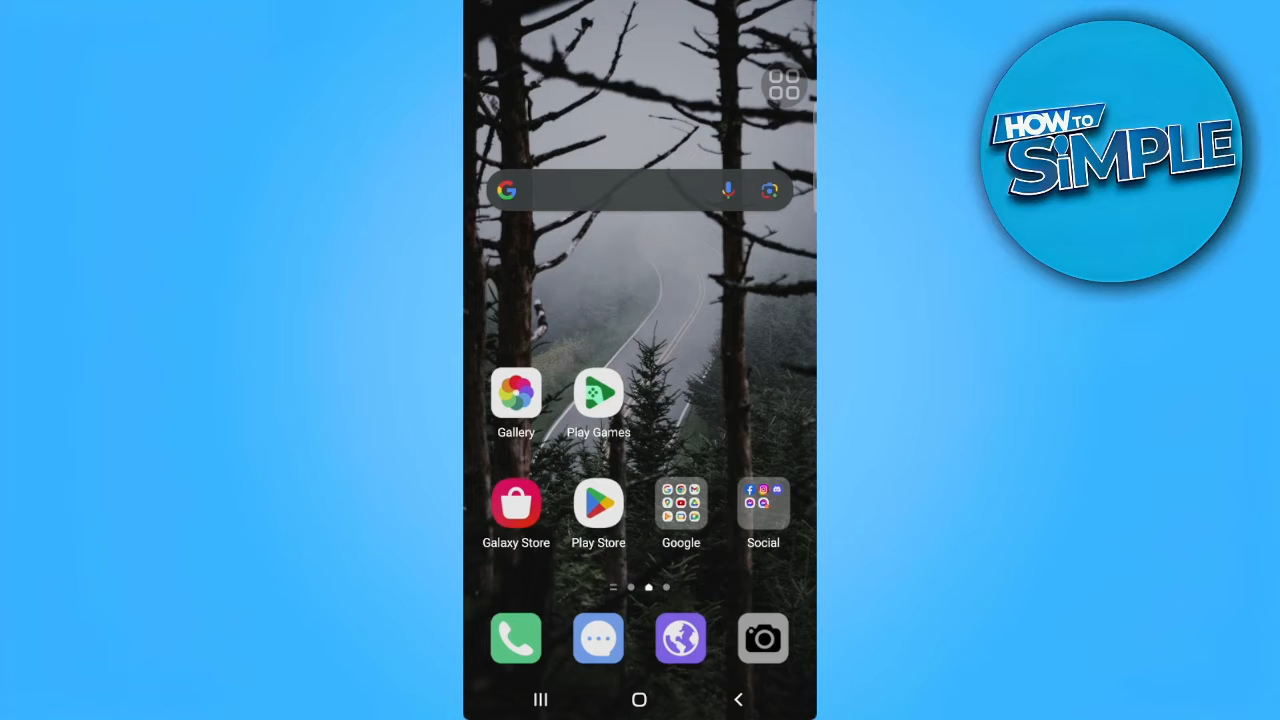 HOW TO
SiMPLE
Gallery
Play Games
Galaxy Store
Play Store
Google
Social